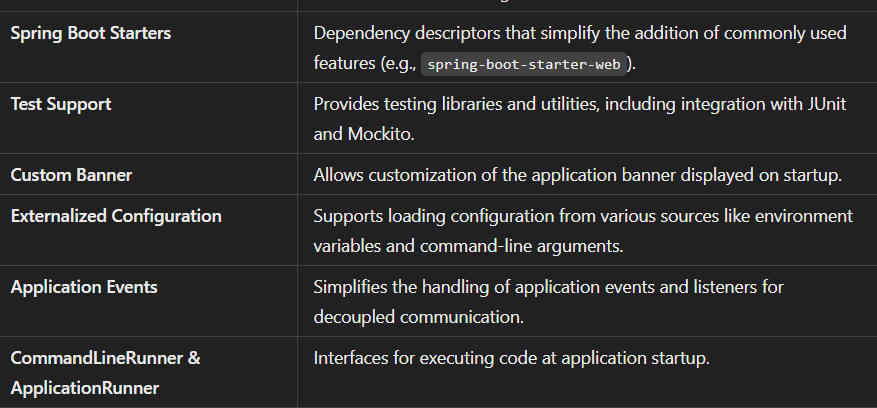 Spring Boot Starters
Dependency descriptors that simplify the addition of commonly used
features (e.g., spring-boot-starter-web).
Test Support
Provides testing libraries and utilities, including integration with JUnit
and Mockito.
Custom Banner
Allows customization of the application banner displayed on startup.
Externalized Configuration
Supports loading configuration from various sources like environment
variables and command-line arguments.
Application Events
Simplifies the handling of application events and listeners for
decoupled communication.
CommandLineRunner &
ApplicationRunner
Interfaces for executing code at application startup.